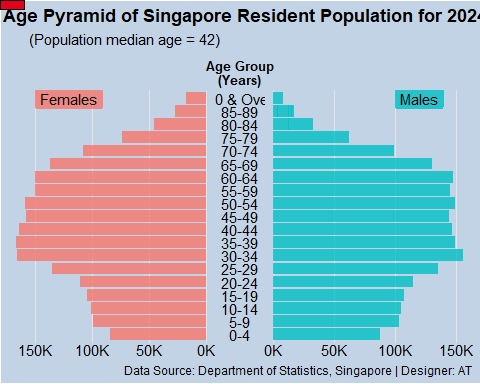 Age Pyramid of Singapore Resident Population for 2024
(Population median age = 42)
Age Group
(Years)
Females
Males
0 & Ove
85-89
80-84
75-79
70-74
65-69
60-64
55-59
50-54
45-49
40-44
35-39
30-34
25-29
20-24
15-19
10-14
5-9
0-4
150K 100K 50K 0K 0K 50K 100K 150K
Data Source: Department of Statistics, Singapore | Designer: AT